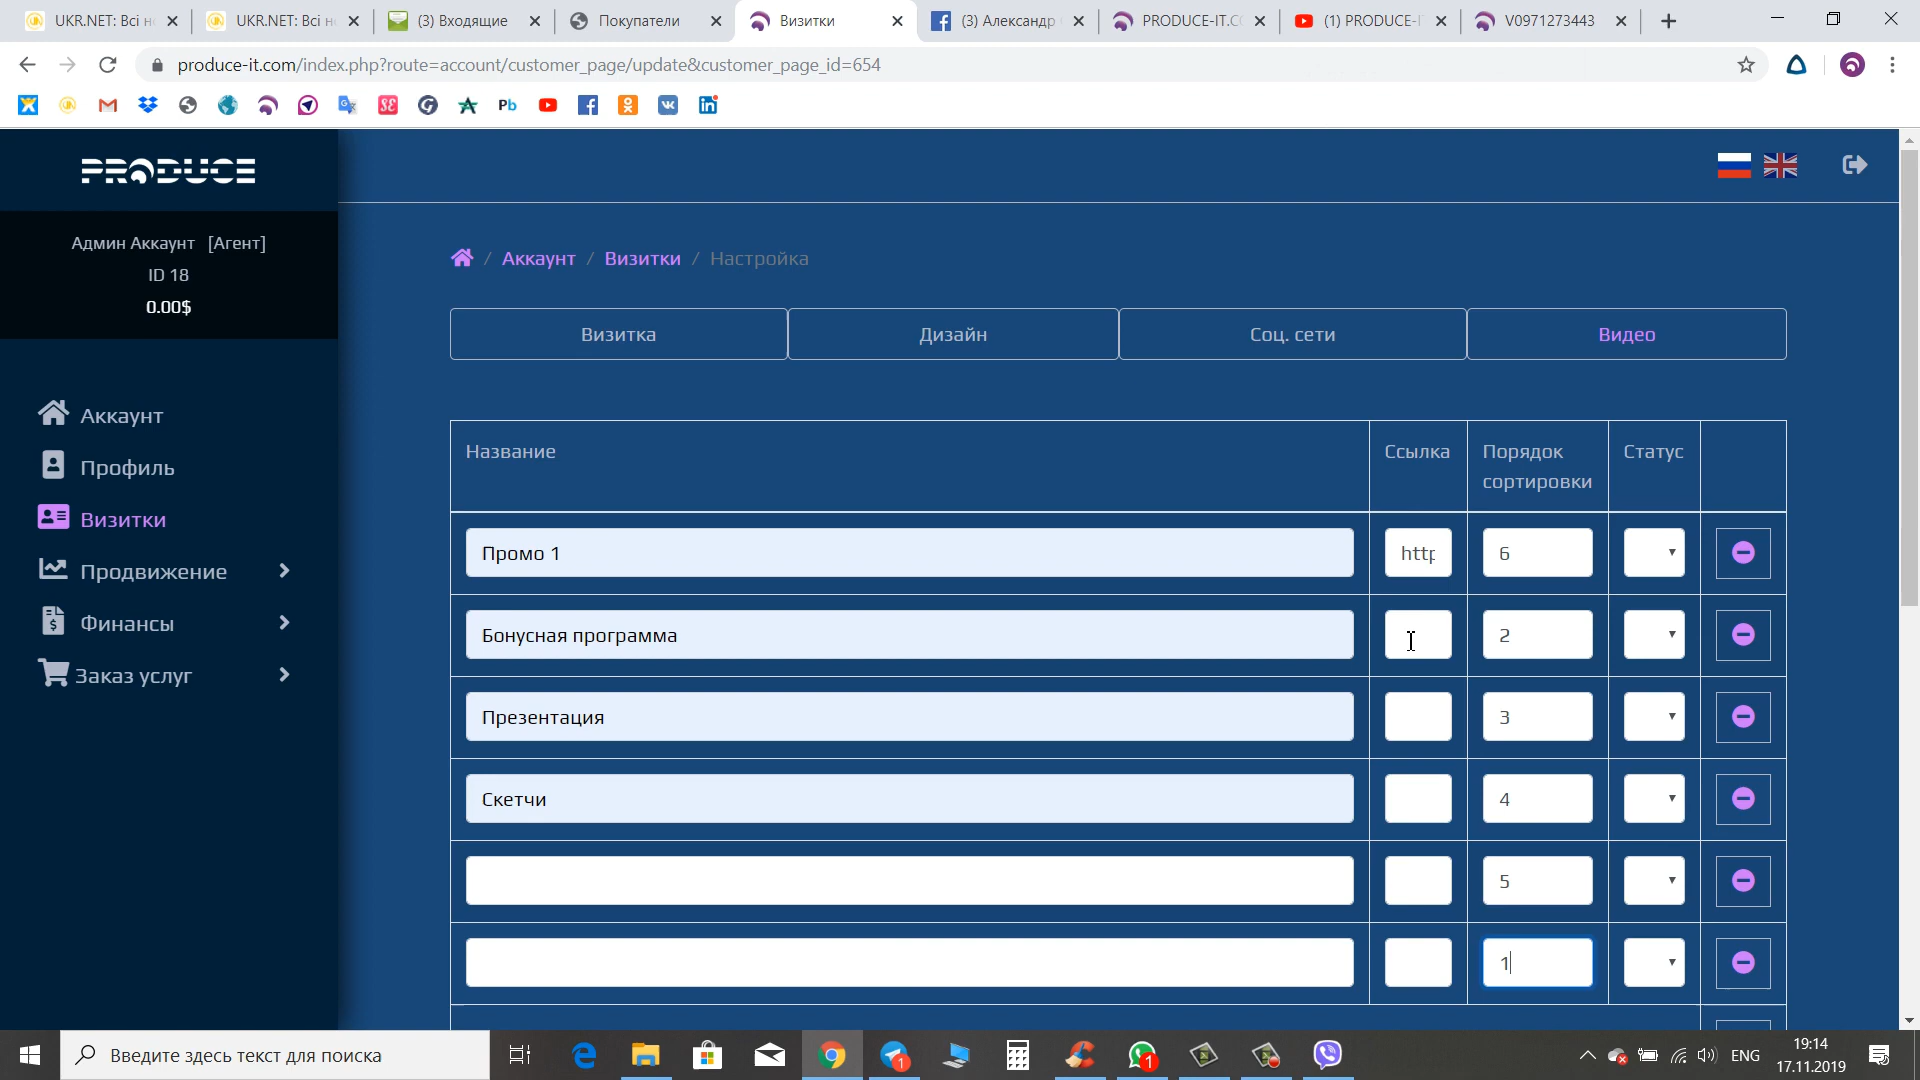 UKR.NET: Всі н
UKR.NET: Всі н
(3) Входящие
Покупатели
Визитки
(3) Александр
PRODUCE-IT.C
(1) PRODUCE-I
V0971273443
produce-it.com/index.php?route=account/customer_page/update&customer_page_id=654
PRODUCE
Админ Аккаунт [Агент]
ID 18
0.00$
Аккаунт
Профиль
Визитки
Продвижение
Финансы
Заказ услуг
/ Аккаунт / Визитки / Настройка
Визитка
Дизайн
Соц. сети
Видео
Название
Ссылка
Порядок
сортировки
Статус
Промо 1
http
6
Бонусная программа
2
Презентация
3
Скетчи
4
5
1
Введите здесь текст для поиска
1
1
ENG
19:14
17.11.2019